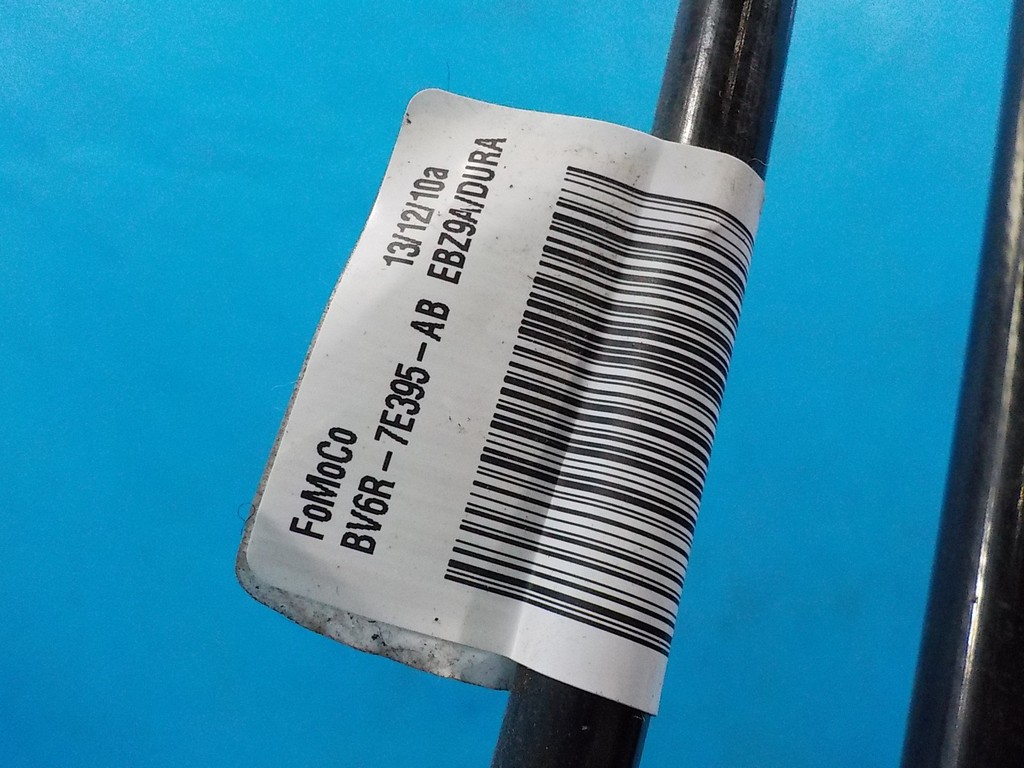 FoMoCo 13/12/10a
BV6R-7E395-AB EBZ9A/DURA